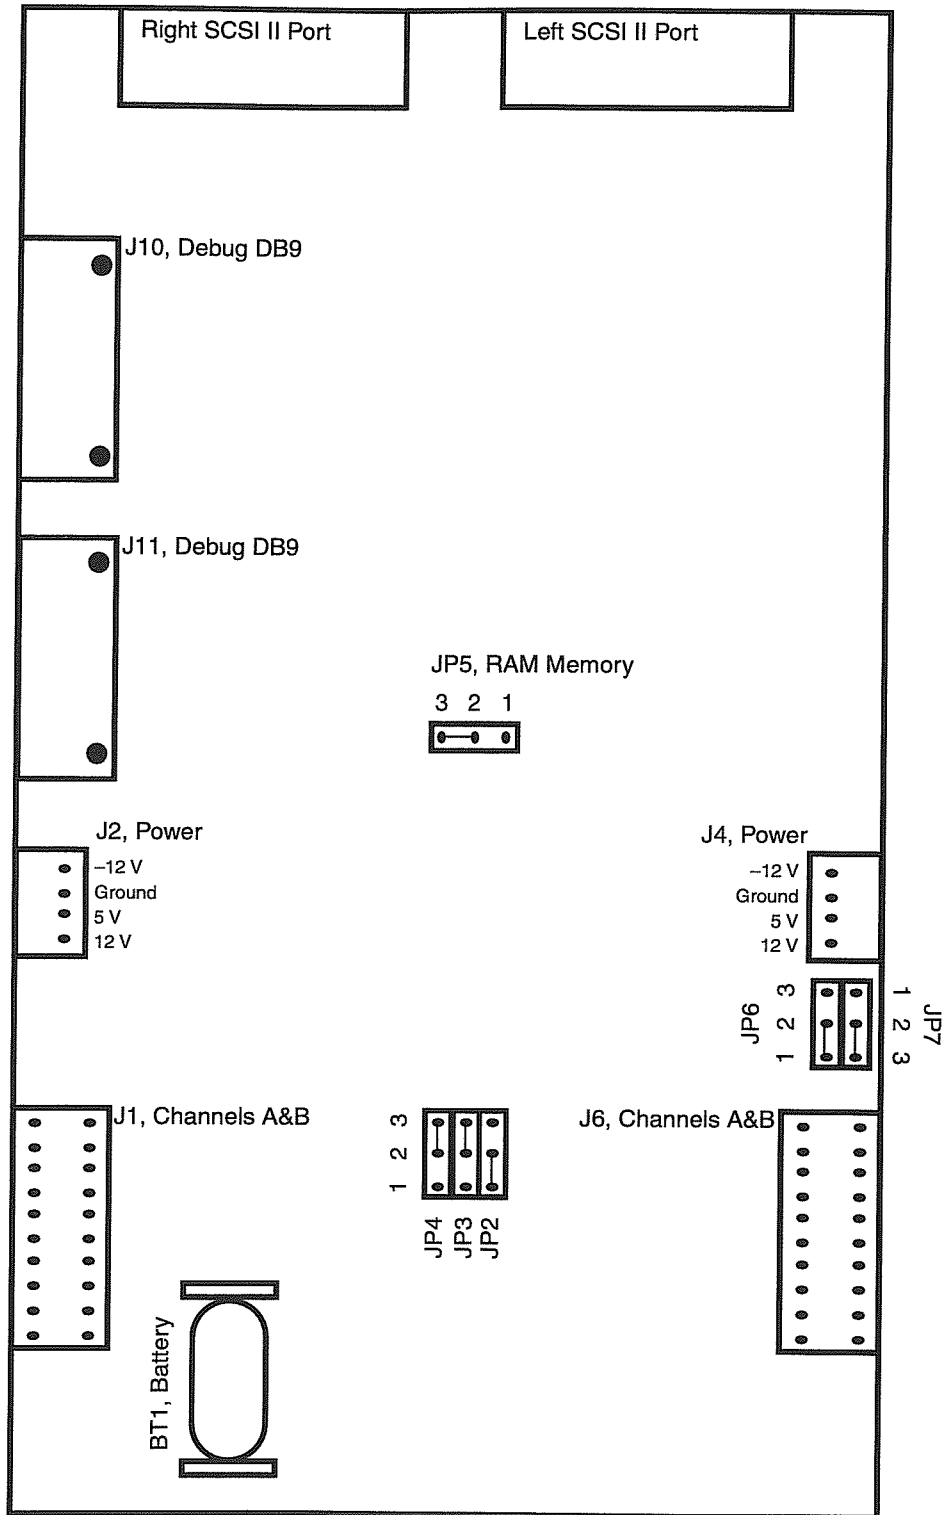 Right SCSI II Port
Left SCSI II Port
J10, Debug DB9
J11, Debug DB9
JP5, RAM Memory
3 2 1
J2, Power
–12 V
Ground
5 V
12 V
J4, Power
–12 V
Ground
5 V
12 V
JP6
3
2
1
1
2
3
JP7
J1, Channels A&B
3
2
1
JP4
JP3
JP2
J6, Channels A&B
BT1, Battery